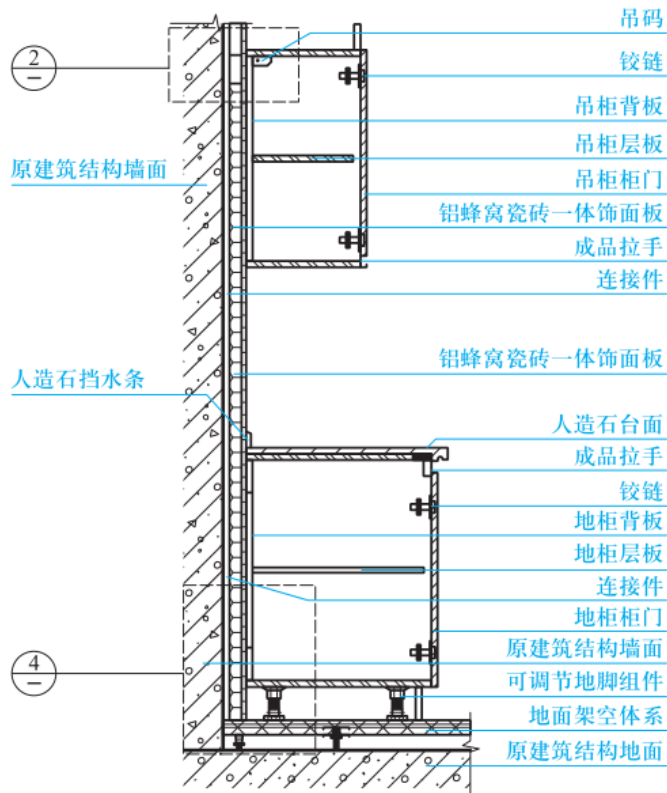 吊码
2
—
铰链
吊柜背板
吊柜层板
原建筑结构墙面
吊柜柜门
铝蜂窝瓷砖一体饰面板
成品拉手
连接件
铝蜂窝瓷砖一体饰面板
人造石挡水条
人造石台面
成品拉手
铰链
地柜背板
地柜层板
连接件
地柜柜门
原建筑结构墙面
4
—
可调节地脚组件
地面架空体系
原建筑结构地面